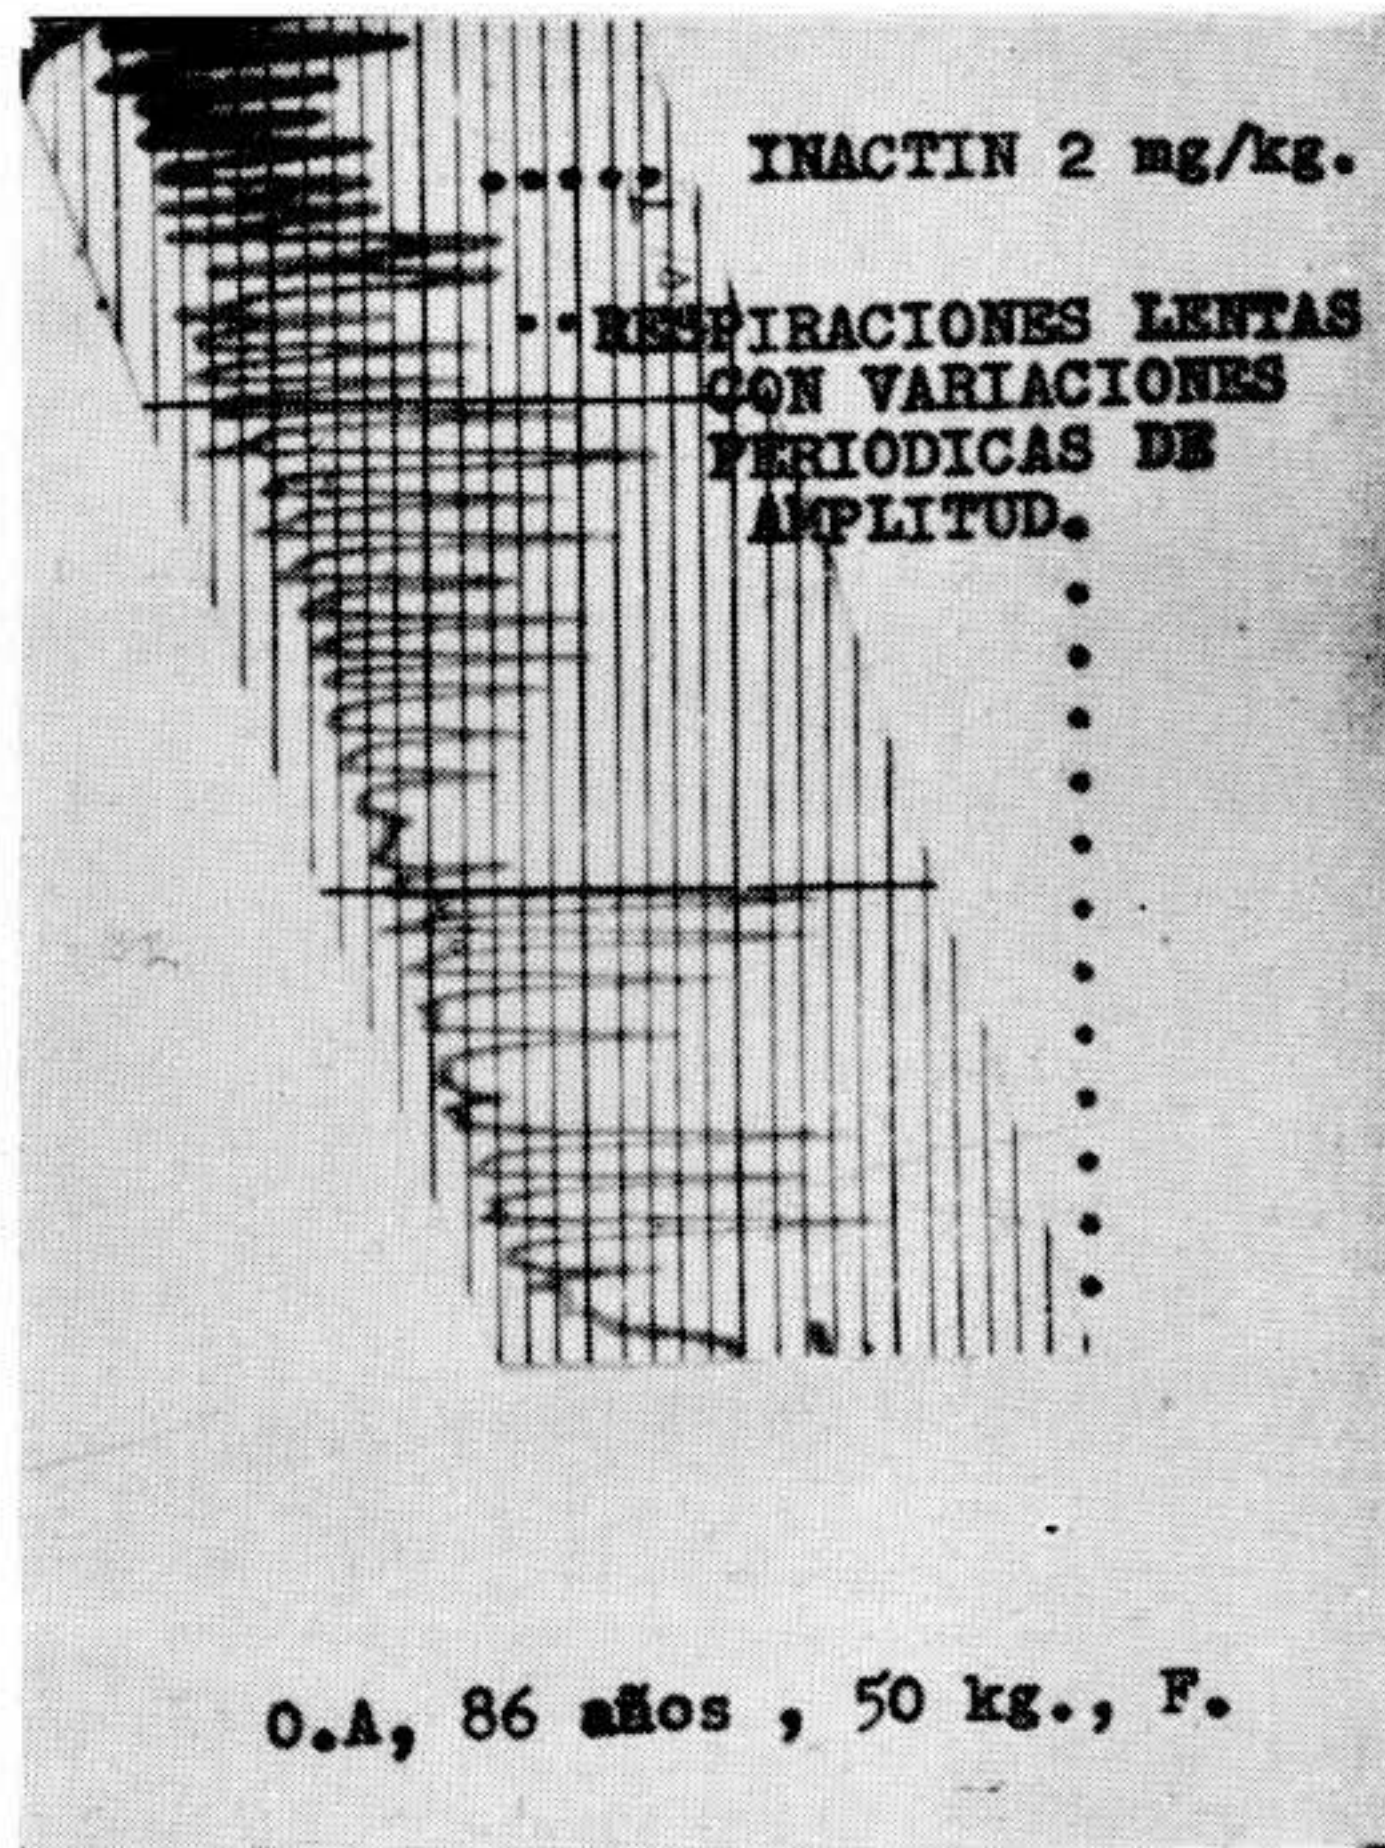 INACTIN 2 mg/kg.
RESPIRACIONES LENTAS
CON VARIACIONES
PERIODICAS DE
AMPLITUD.
O.A, 86 años , 50 kg., F.